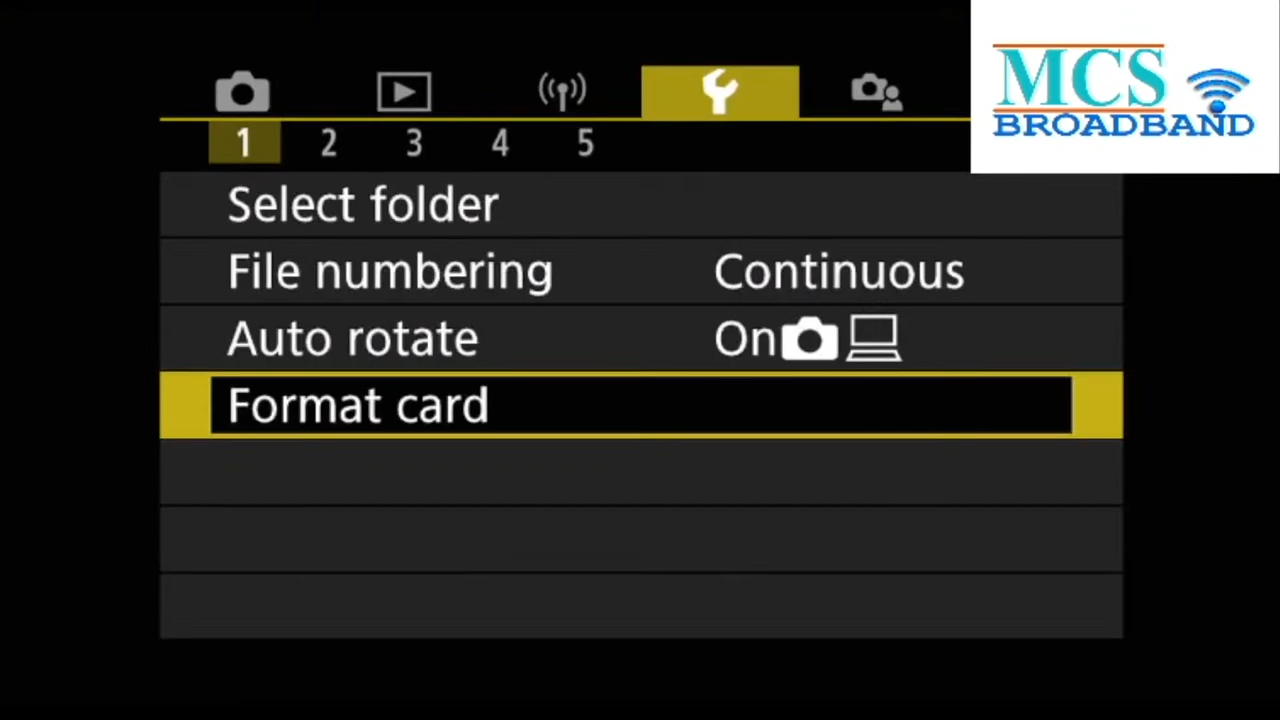 MCS
BROADBAND
1 2 3 4 5
Select folder
File numbering Continuous
Auto rotate On
Format card